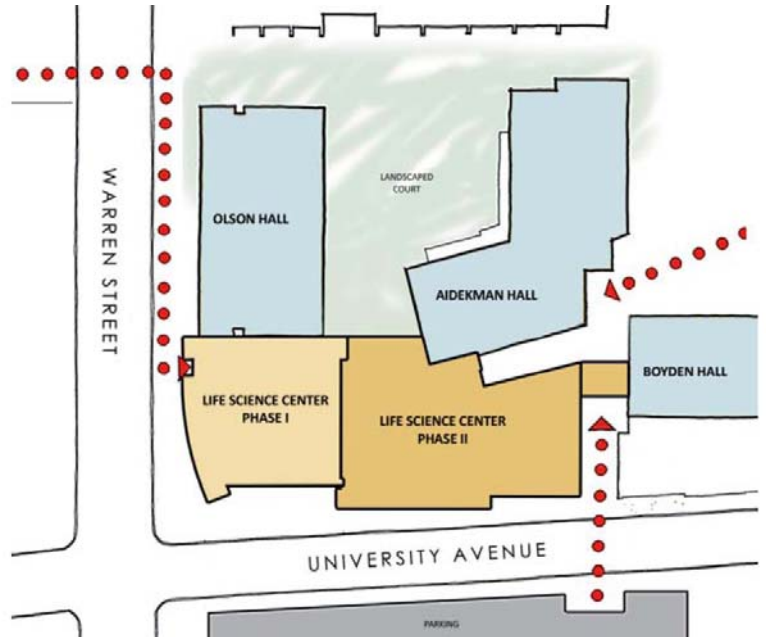 LANDSCAPED
COURT
WARREN STREET
OLSON HALL
AIDEKMAN HALL
BOYDEN HALL
LIFE SCIENCE CENTER
PHASE I
LIFE SCIENCE CENTER
PHASE II
UNIVERSITY AVENUE
PARKING